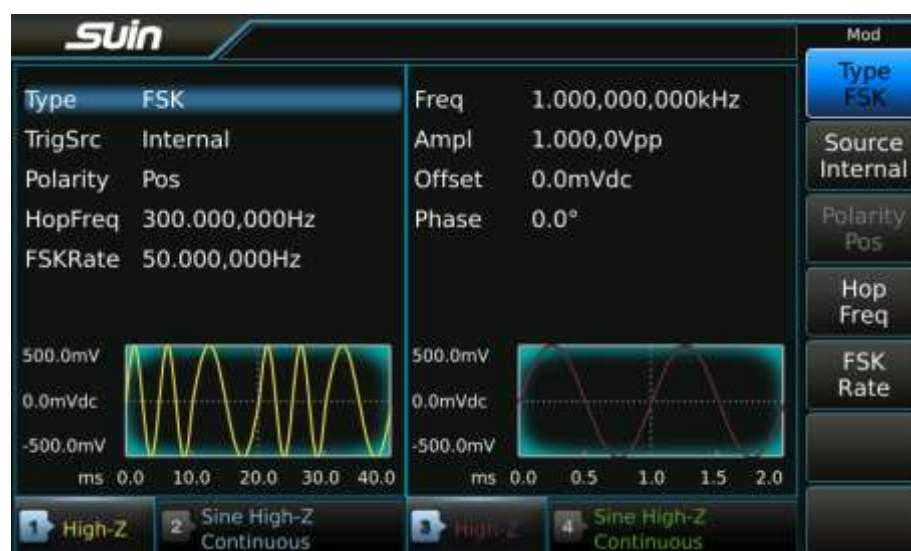 SUIN
Mod
Type FSK
TrigSrc Internal
Polarity Pos
HopFreq 300.000,000Hz
FSKRate 50.000,000Hz
500.0mV
0.0mVdc
-500.0mV
ms 0.0 10.0 20.0 30.0 40.0
Freq 1.000,000,000kHz
Ampl 1.000,0Vpp
Offset 0.0mVdc
Phase 0.0°
500.0mV
0.0mVdc
-500.0mV
ms 0.0 0.5 1.0 1.5 2.0
Type
FSK
Source
Internal
Polarity
Pos
Hop
Freq
FSK
Rate
1 High-Z
2 Sine High-Z
Continuous
3 High-Z
4 Sine High-Z
Continuous